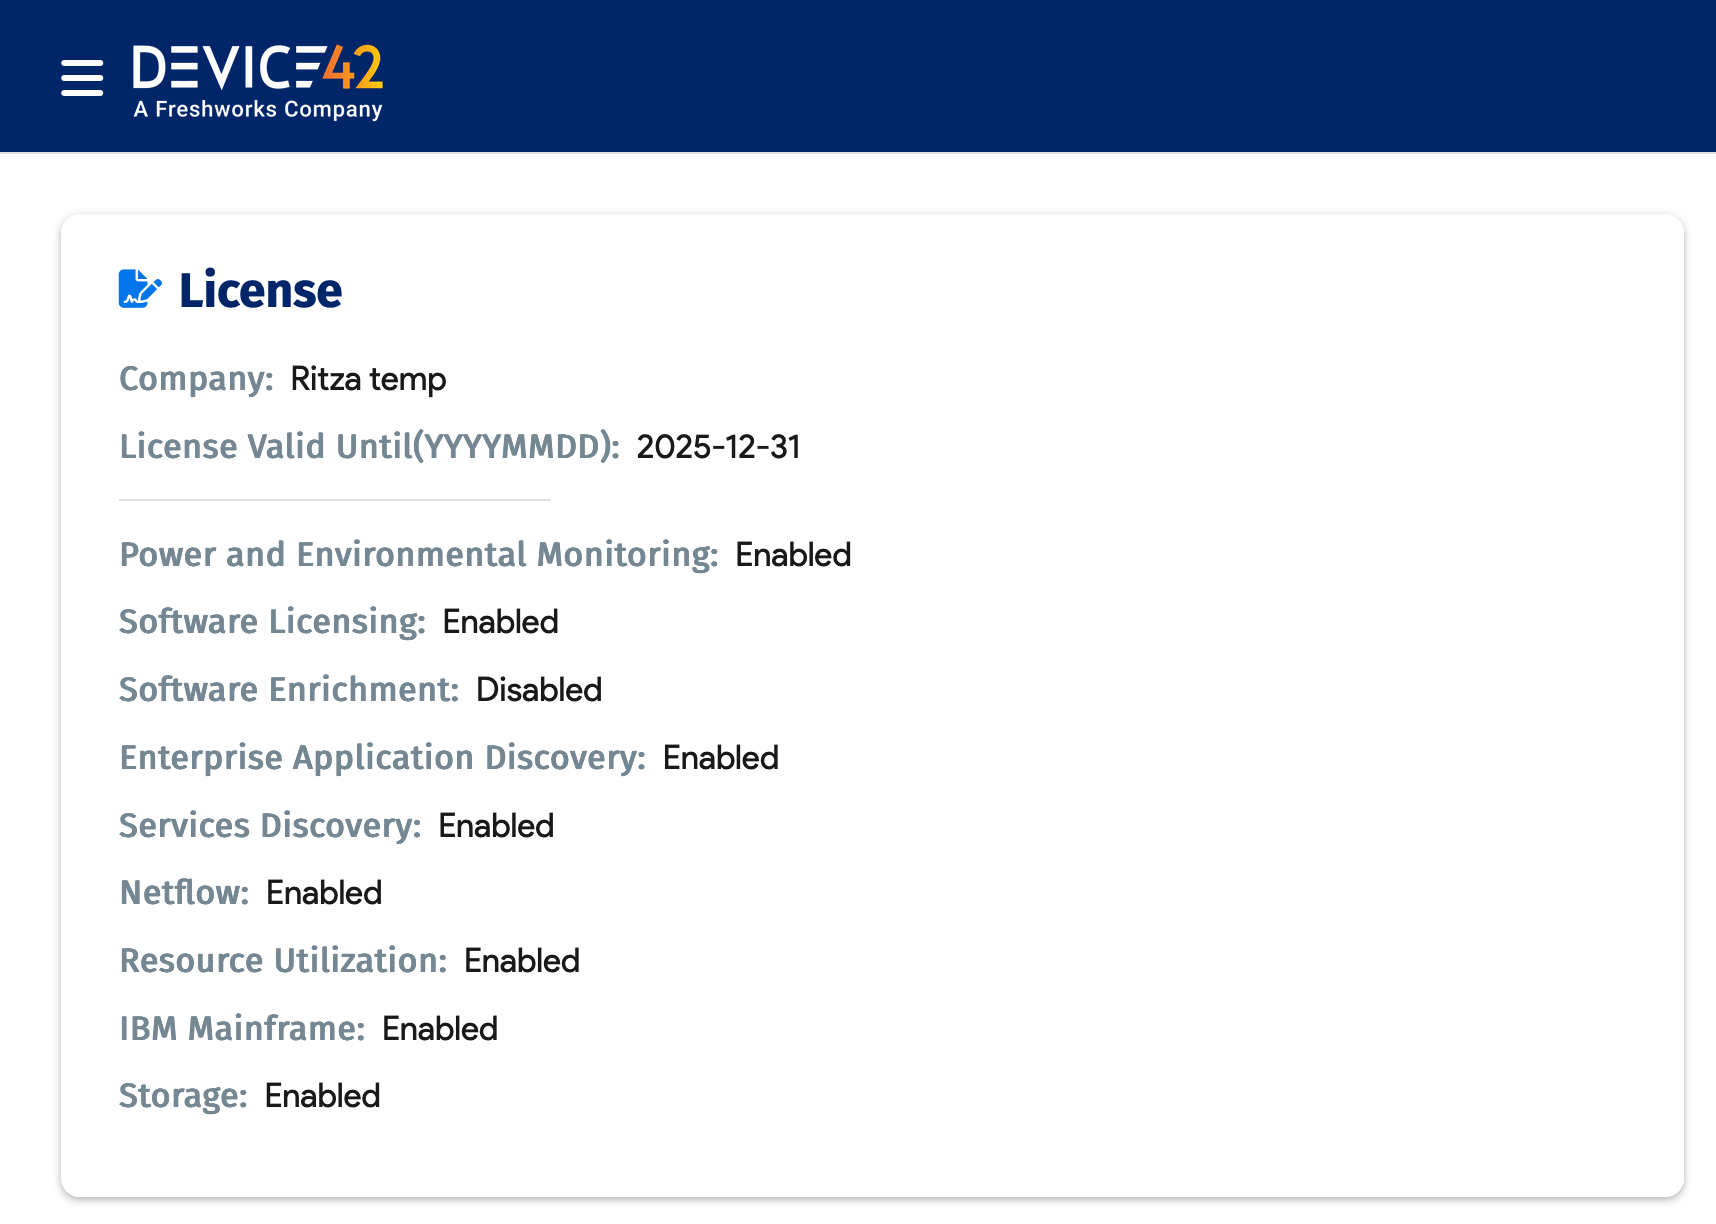 DEVICE42
A Freshworks Company
License
Company: Ritza temp
License Valid Until(YYYYMMDD): 2025-12-31
Power and Environmental Monitoring: Enabled
Software Licensing: Enabled
Software Enrichment: Disabled
Enterprise Application Discovery: Enabled
Services Discovery: Enabled
Netflow: Enabled
Resource Utilization: Enabled
IBM Mainframe: Enabled
Storage: Enabled